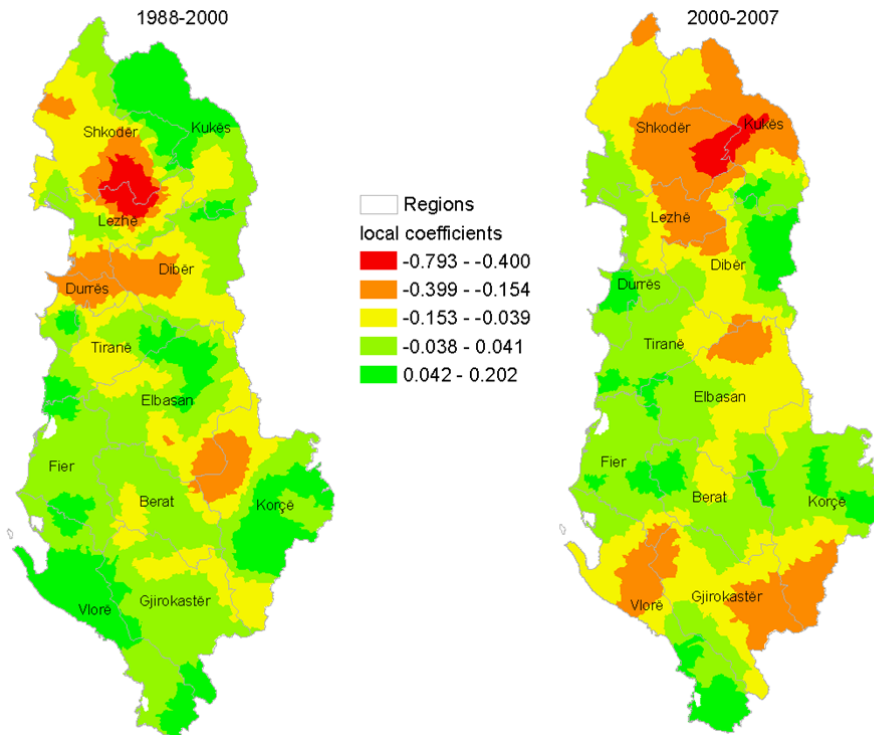 1988-2000
Shkodër
Kukës
Lezhë
Dibër
Durrës
Tiranë
Elbasan
Fier
Berat
Korçë
Vlorë
Gjirokastër
Regions
local coefficients
-0.793 - -0.400
-0.399 - -0.154
-0.153 - -0.039
-0.038 - 0.041
0.042 - 0.202
2000-2007
Shkodër
Kukës
Lezhë
Dibër
Durrës
Tiranë
Elbasan
Fier
Berat
Korçë
Vlorë
Gjirokastër